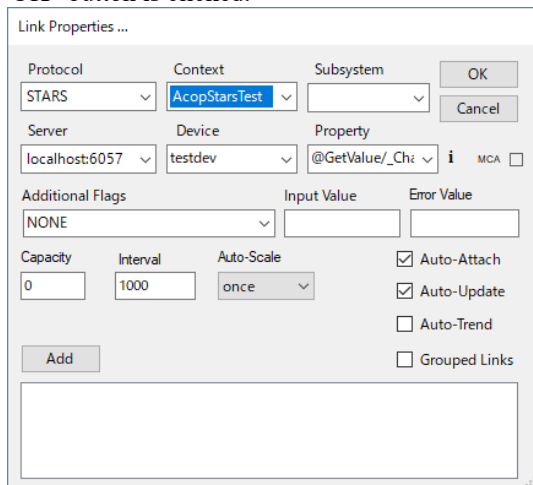 Link Properties ...
Protocol Context Subsystem OK
STARS AcopStarsTest Cancel
Server Device Property
localhost:6057 testdev @GetValue/_Cha i MCA
Additional Flags Input Value Error Value
NONE
Capacity Interval Auto-Scale Auto-Attach
0 1000 once Auto-Update
Auto-Trend
Add Grouped Links